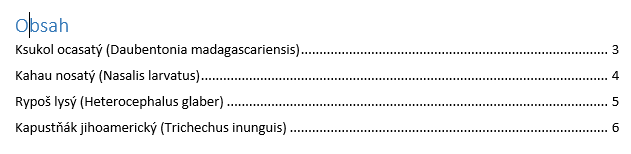 Obsah
Ksukol ocasatý (Daubentonia madagascariensis)........................................................................... 3
Kahau nosatý (Nasalis larvatus).................................................................................................... 4
Rypoš lysý (Heterocephalus glaber) .............................................................................................. 5
Kapustňák jihoamerický (Trichechus inunguis) .............................................................................. 6